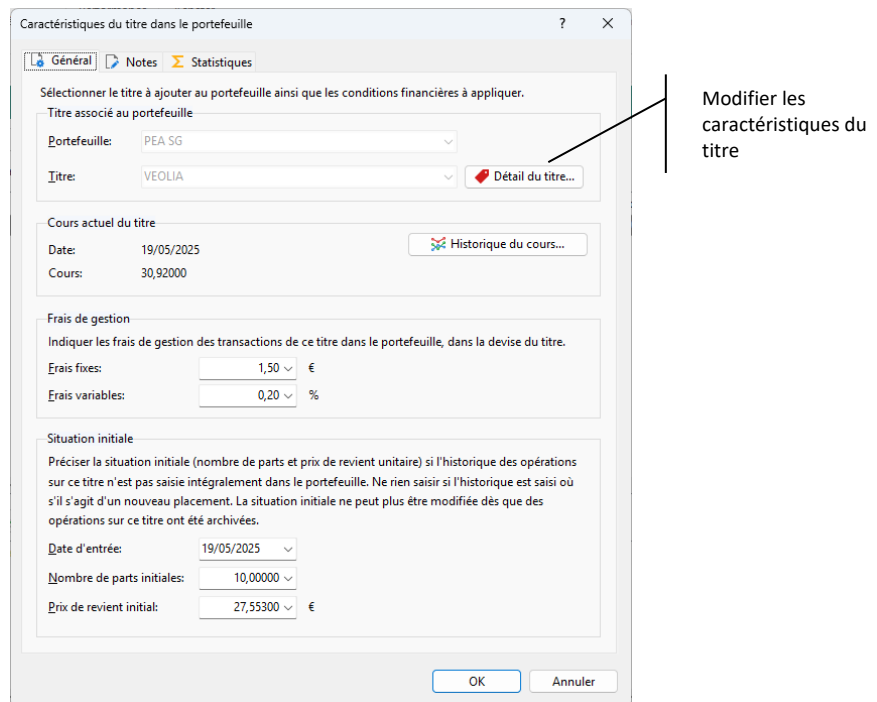 Caractéristiques du titre dans le portefeuille
?
Général
Notes
Statistiques
Sélectionner le titre à ajouter au portefeuille ainsi que les conditions financières à appliquer.
Titre associé au portefeuille
Portefeuille:
PEA SG
Titre:
VEOLIA
Détail du titre...
Modifier les
caractéristiques du
titre
Cours actuel du titre
Date:
19/05/2025
Historique du cours...
Cours:
30,92000
Frais de gestion
Indiquer les frais de gestion des transactions de ce titre dans le portefeuille, dans la devise du titre.
Frais fixes:
1,50
€
Frais variables:
0,20
%
Situation initiale
Préciser la situation initiale (nombre de parts et prix de revient unitaire) si l'historique des opérations
sur ce titre n'est pas saisie intégralement dans le portefeuille. Ne rien saisir si l'historique est saisi où
s'il s'agit d'un nouveau placement. La situation initiale ne peut plus être modifiée dès que des
opérations sur ce titre ont été archivées.
Date d'entrée:
19/05/2025
Nombre de parts initiales:
10,00000
Prix de revient initial:
27,55300
€
OK
Annuler